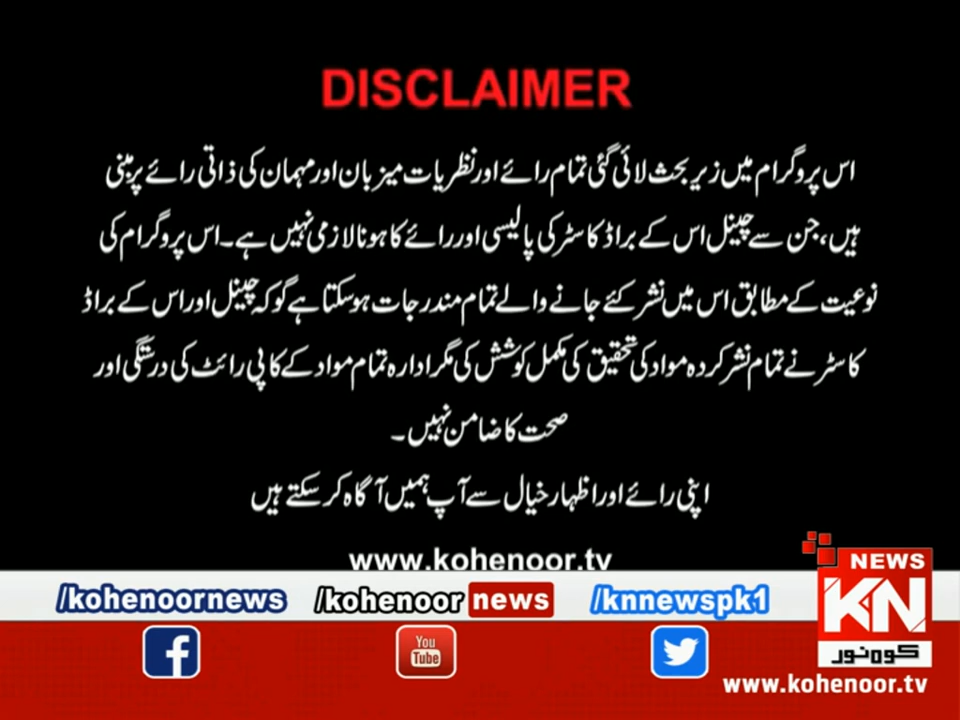 DISCLAIMER
اس پروگرام میں زیرِ بحث لائی گئی تمام رائے اور نظریات میزبان اور مہمان کی ذاتی رائے پر مبنی
ہیں، جن سے چینل اس کے براڈ کاسٹر کی پالیسی اور رائے کا ہونا لازمی نہیں ہے۔ اس پروگرام کی
نوعیت کے مطابق اس میں نشر کئے جانے والے تمام مندرجات ہو سکتا ہے گو کہ چینل اور اس کے براڈ
کاسٹر نے تمام نشر کردہ مواد کی تحقیق کی مکمل کوشش کی مگر ادارہ تمام مواد کے کاپی رائٹ کی درستگی اور
صحت کا ضامن نہیں۔
اپنی رائے اور اظہار خیال سے آپ ہمیں آگاہ کر سکتے ہیں
www.kohenoor.tv
/kohenoornews /kohenoor news /knnewspk1
You Tube
NEWS
KN
کوہ نور
www.kohenoor.tv